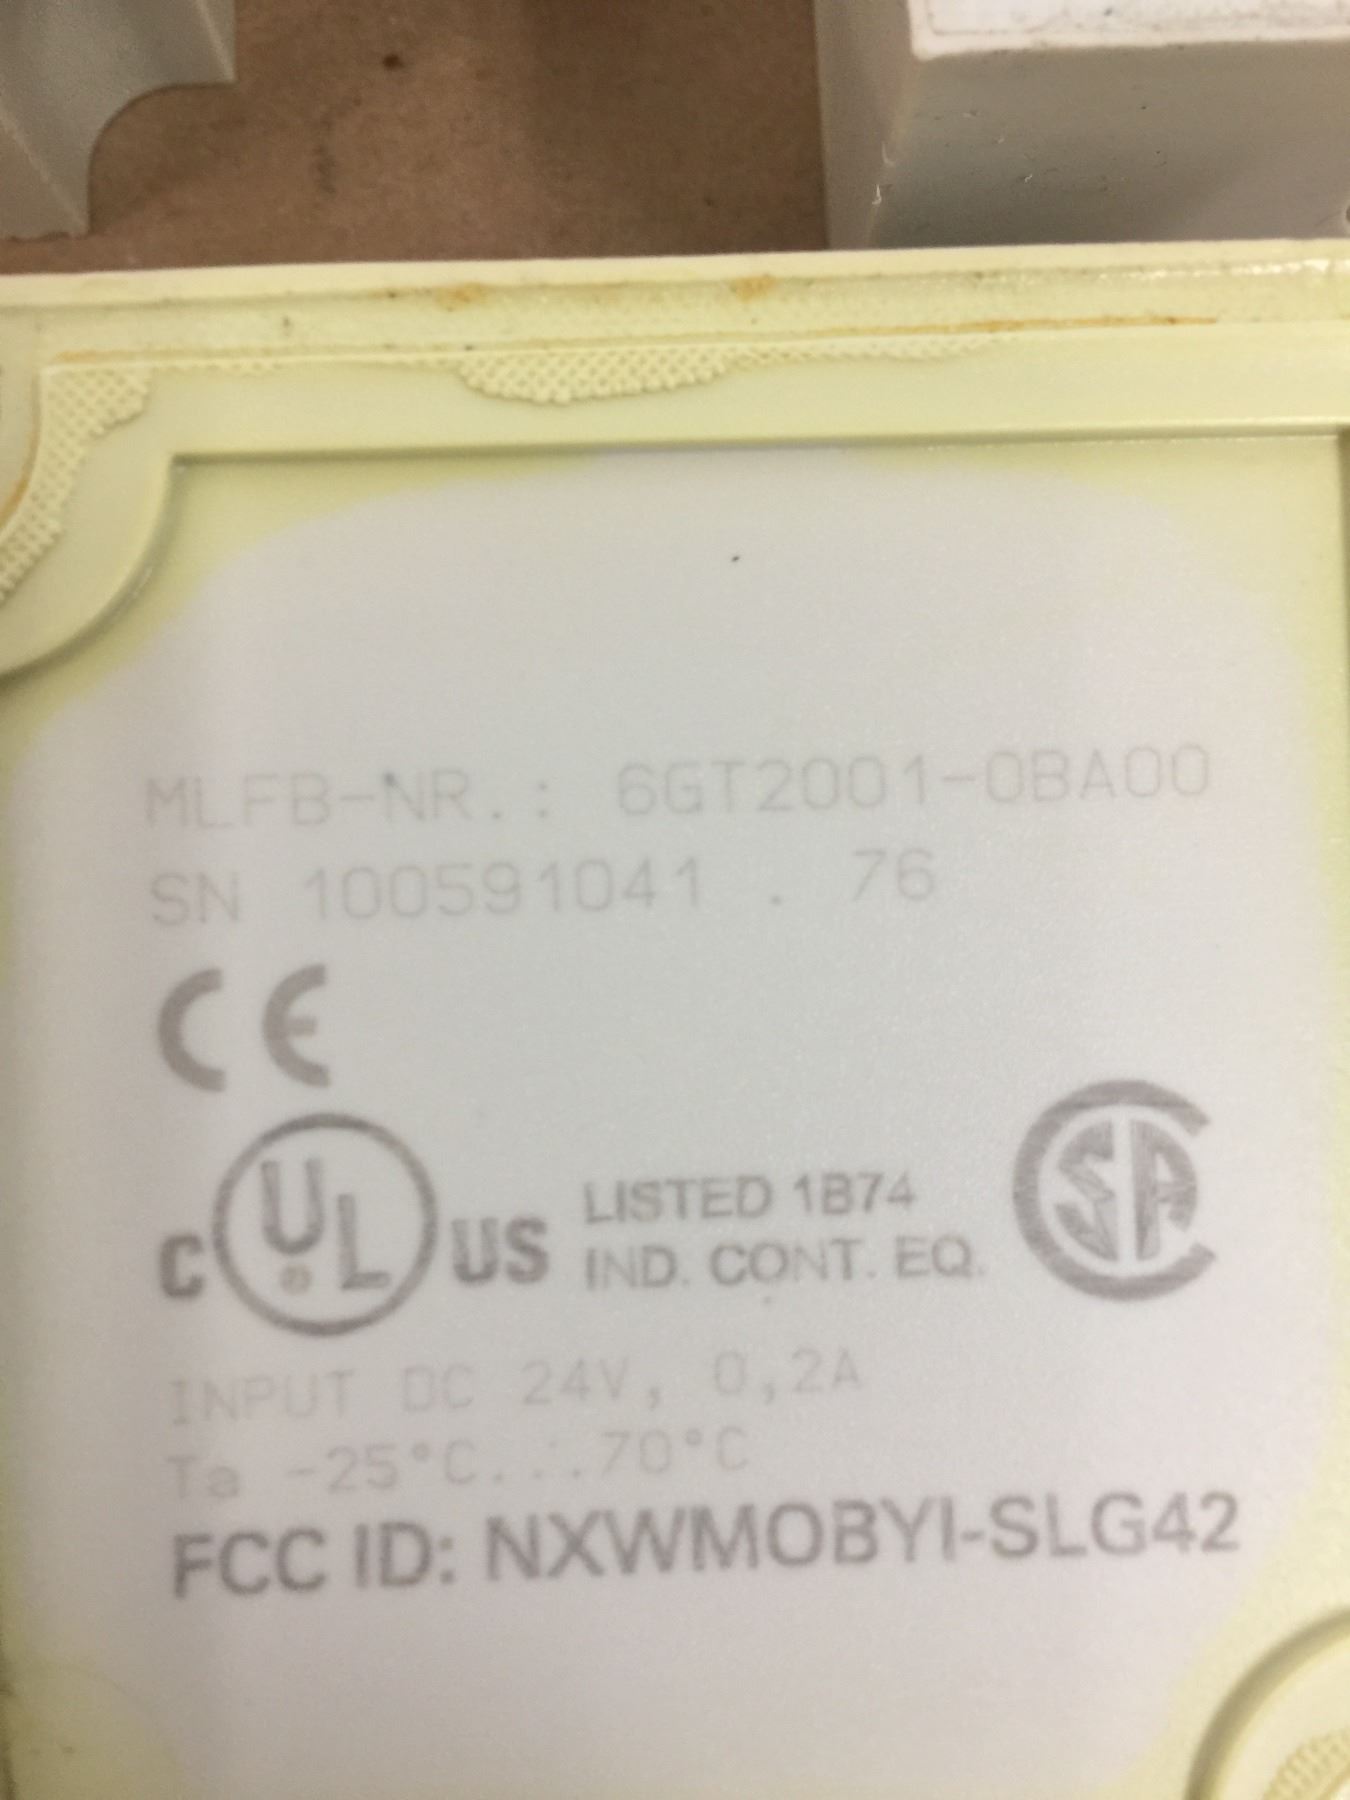 MLFB-NR.: 6GT2001-0BA00
SN 100591041 . 76
CE
C UL ® US LISTED 1B74 SA
IND. CONT. EQ.
INPUT DC 24V, 0,2A
Ta -25°C...70°C
FCC ID: NXWMOBYI-SLG42